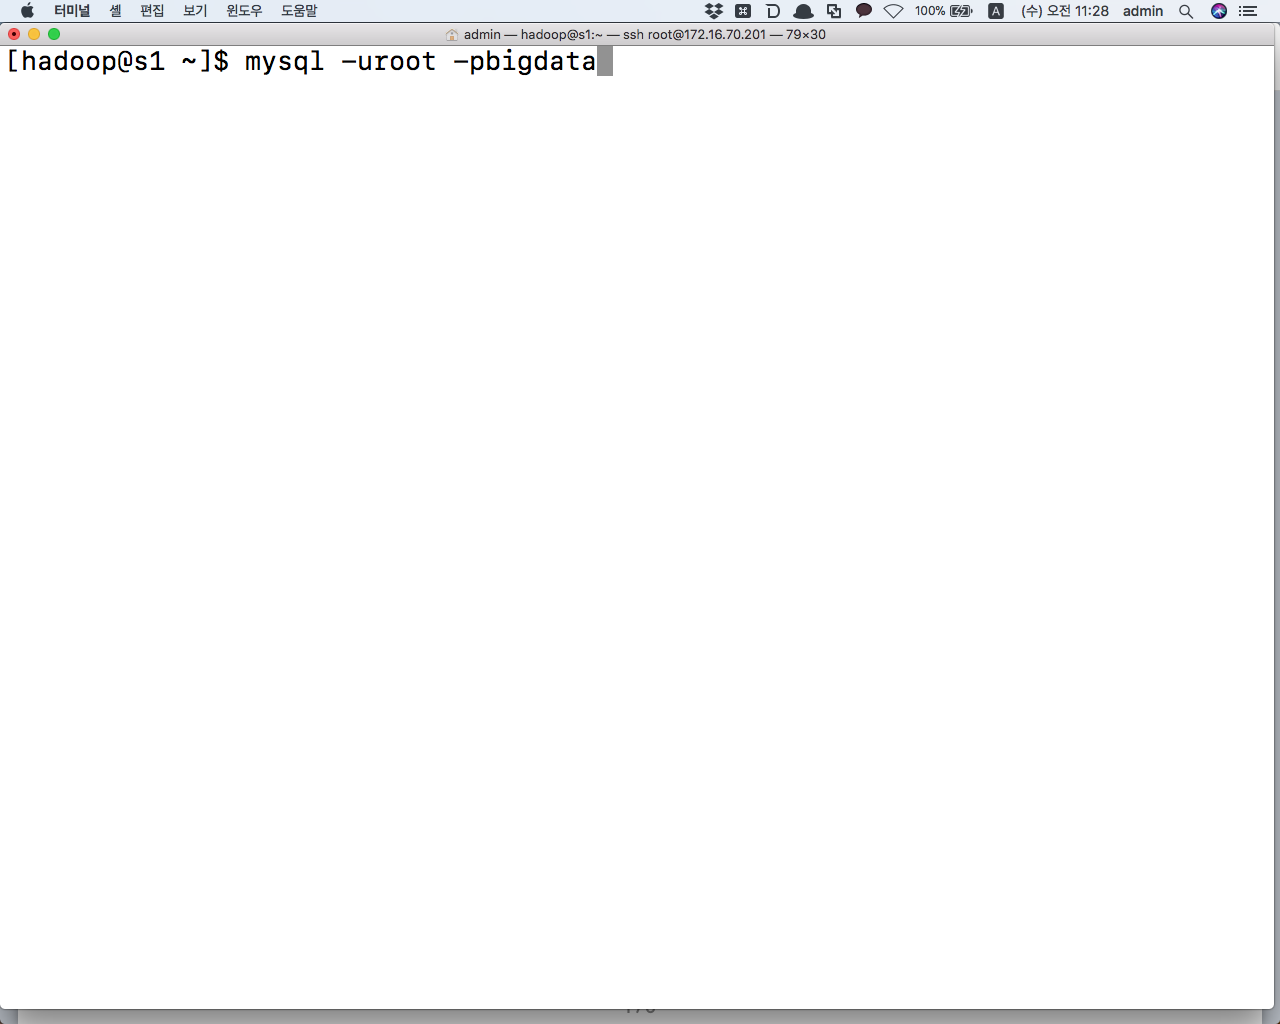 터미널 셸 편집 보기 윈도우 도움말 100% A (수) 오전 11:28 admin
admin — hadoop@s1:~ — ssh root@172.16.70.201 — 79×30
[hadoop@s1 ~]$ mysql -uroot -pbigdata